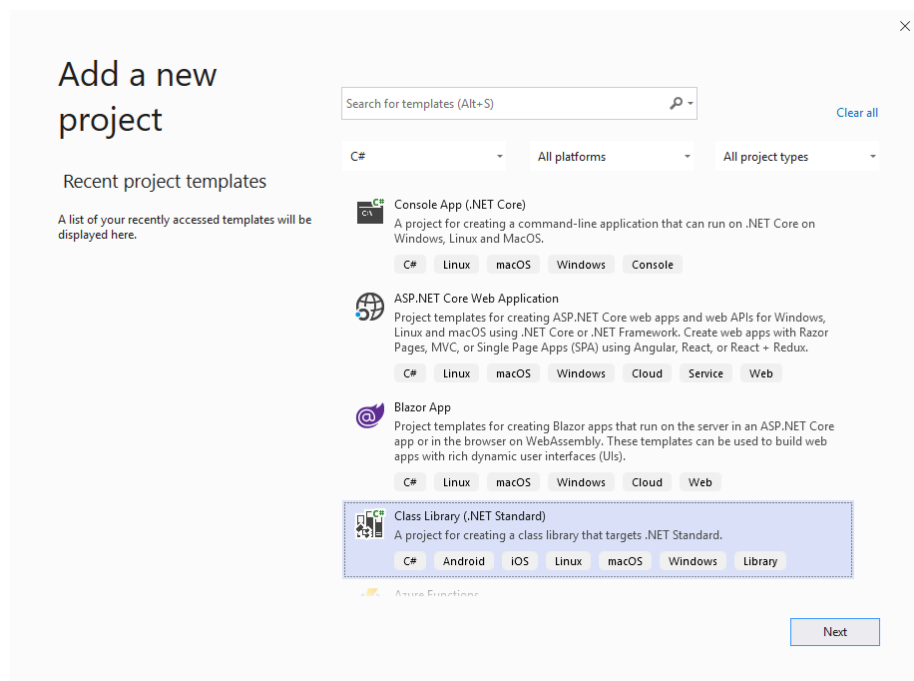 Add a new
project
Search for templates (Alt+S)
Clear all
C#
All platforms
All project types
Recent project templates
A list of your recently accessed templates will be
displayed here.
C#
C:\
Console App (.NET Core)
A project for creating a command-line application that can run on .NET Core on
Windows, Linux and MacOS.
C# Linux macOS Windows Console
ASP.NET Core Web Application
Project templates for creating ASP.NET Core web apps and web APIs for Windows,
Linux and macOS using .NET Core or .NET Framework. Create web apps with Razor
Pages, MVC, or Single Page Apps (SPA) using Angular, React, or React + Redux.
C# Linux macOS Windows Cloud Service Web
@
Blazor App
Project templates for creating Blazor apps that run on the server in an ASP.NET Core
app or in the browser on WebAssembly. These templates can be used to build web
apps with rich dynamic user interfaces (UIs).
C# Linux macOS Windows Cloud Web
C#
Class Library (.NET Standard)
A project for creating a class library that targets .NET Standard.
C# Android iOS Linux macOS Windows Library
Azure Functions
Next